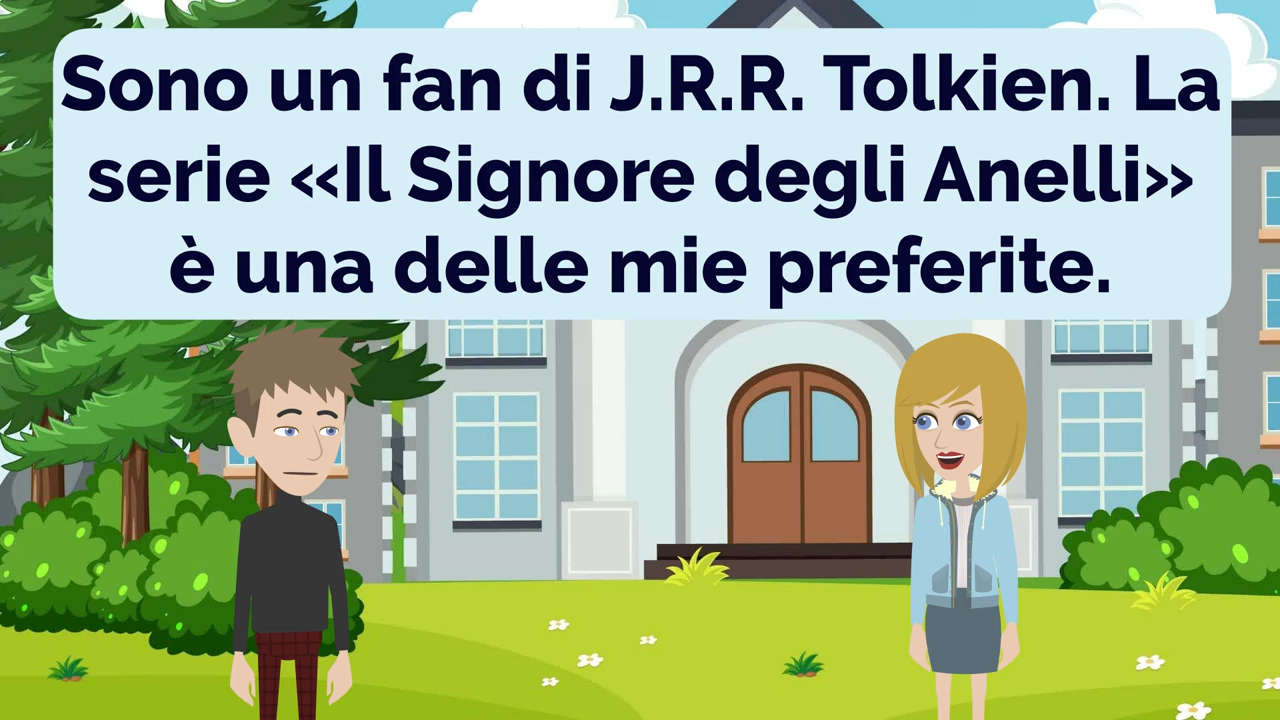 Sono un fan di J.R.R. Tolkien. La
serie «Il Signore degli Anelli»
è una delle mie preferite.